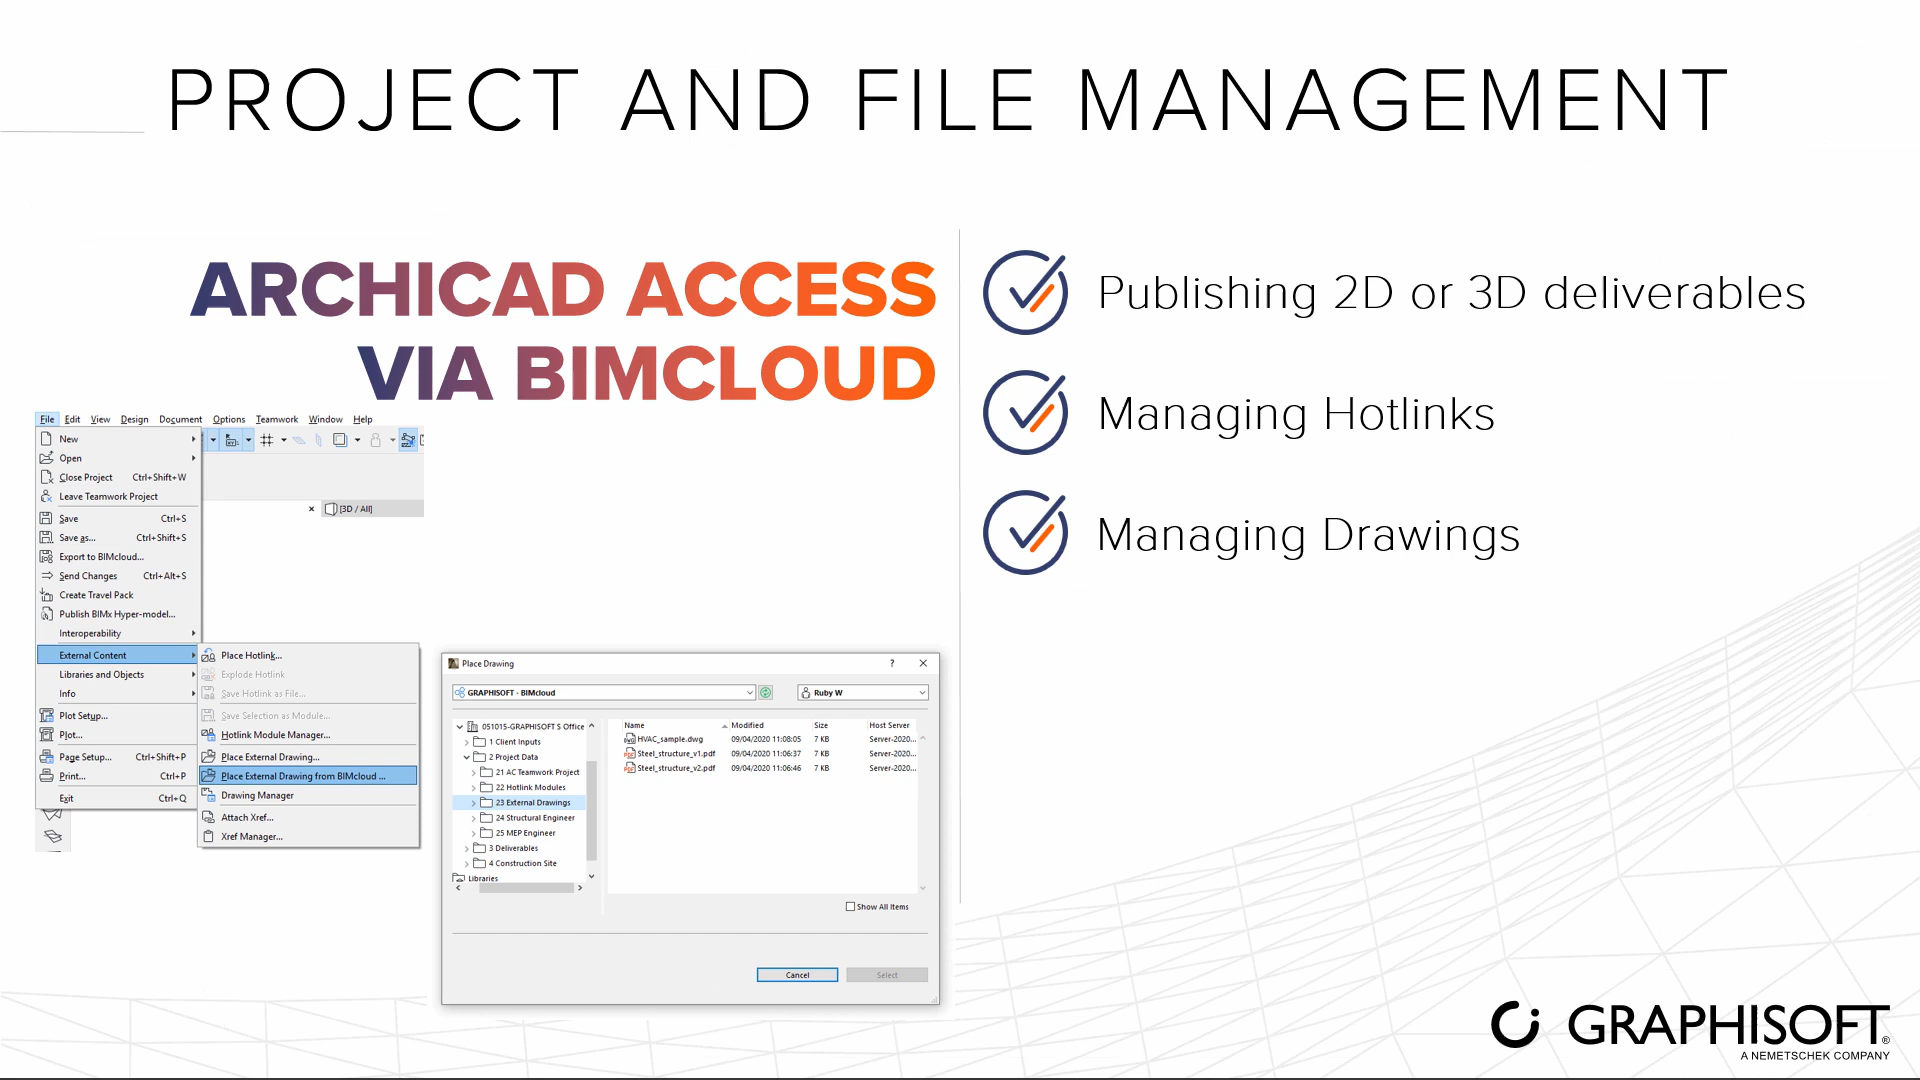 PROJECT AND FILE MANAGEMENT
ARCHICAD ACCESS
VIA BIMCLOUD
File Edit View Design Document Options Teamwork Window Help
New
Open
Close Project Ctrl+Shift+W
Leave Teamwork Project
Save Ctrl+S
Save as... Ctrl+Shift+S
Export to BIMcloud...
Send Changes Ctrl+Alt+S
Create Travel Pack
Publish BIMx Hyper-model...
Interoperability
External Content
Libraries and Objects
Info
Plot Setup...
Plot...
Page Setup... Ctrl+Shift+P
Print... Ctrl+P
Exit Ctrl+Q
[3D / All]
Place Hotlink...
Explode Hotlink
Save Hotlink as File...
Save Selection as Module...
Hotlink Module Manager...
Place External Drawing...
Place External Drawing from BIMcloud ...
Drawing Manager
Attach Xref...
Xref Manager...
Place Drawing
GRAPHISOFT - BIMcloud
Ruby W
051015-GRAPHISOFT S Office
1 Client Inputs
2 Project Data
21 AC Teamwork Project
22 Hotlink Modules
23 External Drawings
24 Structural Engineer
25 MEP Engineer
3 Deliverables
4 Construction Site
Libraries
Name Modified Size Host Server
HVAC_sample.dwg 09/04/2020 11:08:05 7 KB Server-2020...
Steel_structure_v1.pdf 09/04/2020 11:06:37 7 KB Server-2020...
Steel_structure_v2.pdf 09/04/2020 11:06:46 7 KB Server-2020...
Show All Items
Cancel Select
Publishing 2D or 3D deliverables
Managing Hotlinks
Managing Drawings
GRAPHISOFT®
A NEMETSCHEK COMPANY